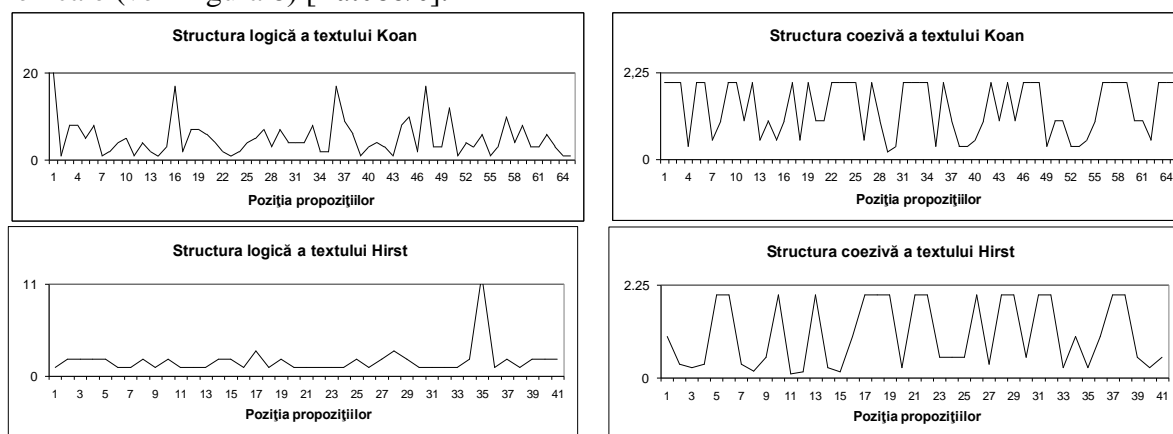 (vezi Figura
Structura logică a textului Koan
20
0
1 4 7 10 13 16 19 22 25 28 31 34 37 40 43 46 49 52 55 58 61 64
Poziţia propoziţiilor
Structura coezivă a textului Koan
2,25
0
1 4 7 10 13 16 19 22 25 28 31 34 37 40 43 46 49 52 55 58 61 64
Poziţia propoziţiilor
Structura logică a textului Hirst
11
0
1 3 5 7 9 11 13 15 17 19 21 23 25 27 29 31 33 35 37 39 41
Poziţia propoziţiilor
Structura coezivă a textului Hirst
2.25
0
1 3 5 7 9 11 13 15 17 19 21 23 25 27 29 31 33 35 37 39 41
Poziţia propoziţiilor